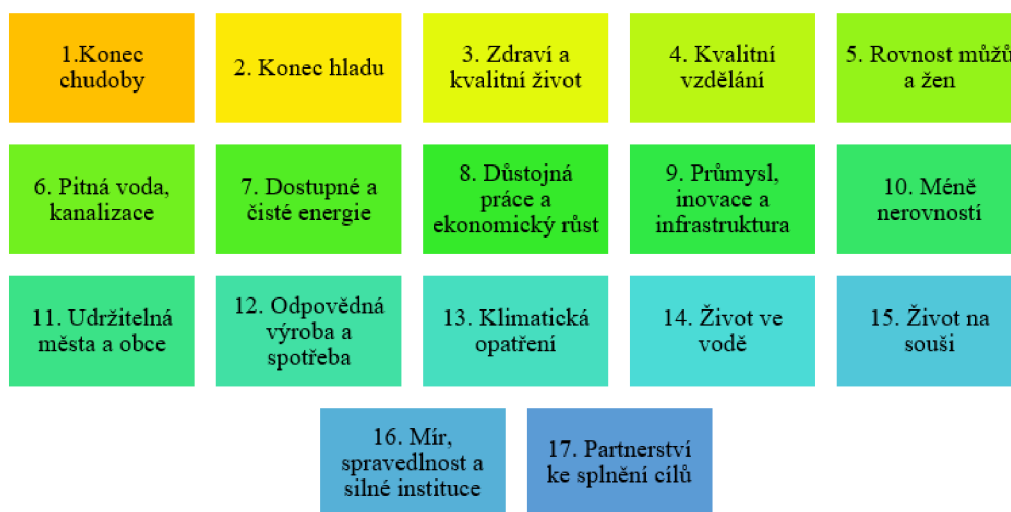 1.Konec
chudoby
2. Konec hladu
3. Zdraví a
kvalitní život
4. Kvalitní
vzdělání
5. Rovnost můžů
a žen
6. Pitná voda,
kanalizace
7. Dostupné a
čisté energie
8. Důstojná
práce a
ekonomický růst
9. Průmysl,
inovace a
infrastruktura
10. Méně
nerovností
11. Udržitelná
města a obce
12. Odpovědná
výroba a
spotřeba
13. Klimatická
opatření
14. Život ve
vodě
15. Život na
souši
16. Mír,
spravedlnost a
silné instituce
17. Partnerství
ke splnění cílů